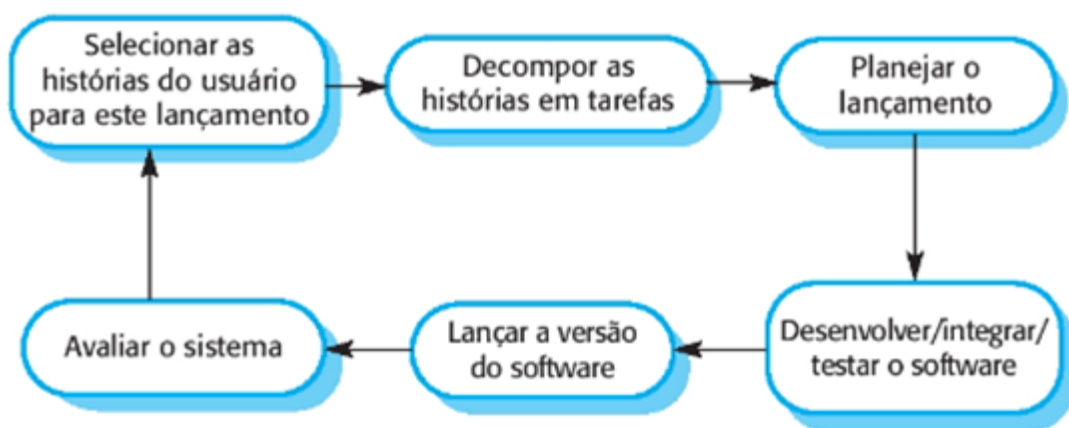 Selecionar as
histórias do usuário
para este lançamento
Decompor as
histórias em tarefas
Planejar o
lançamento
Desenvolver/integrar/
testar o software
Lançar a versão
do software
Avaliar o sistema